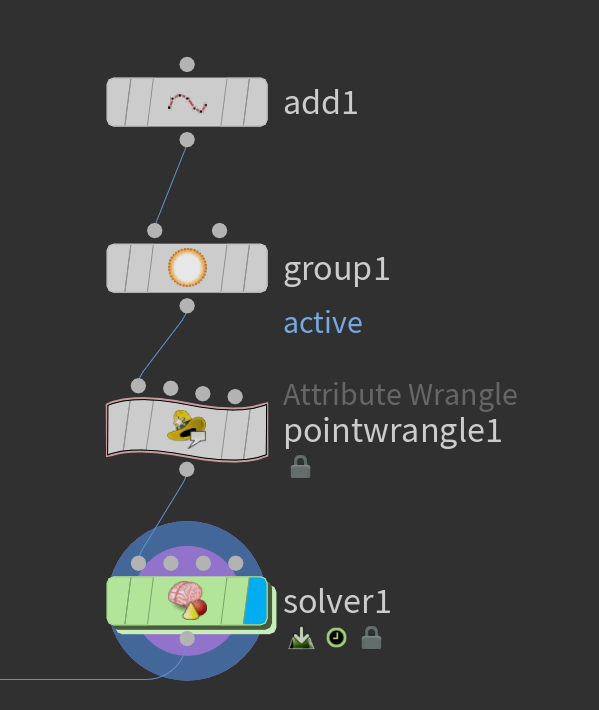 add1
group1
active
Attribute Wrangle
pointwrangle1
solver1